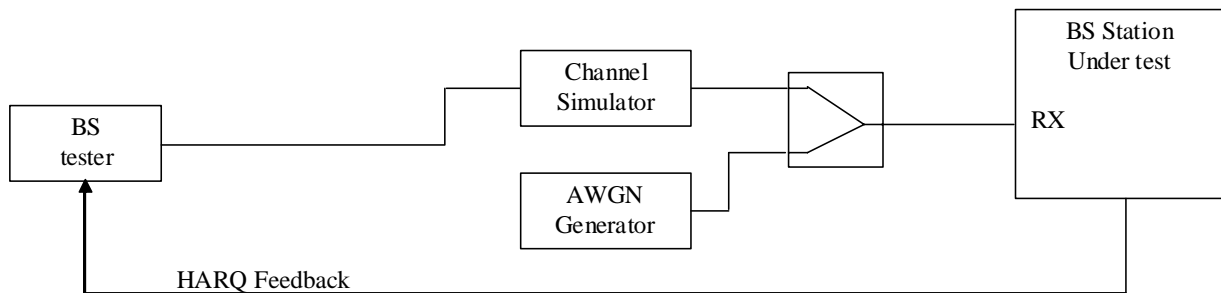 BS Station
Under test
Channel
Simulator
RX
BS
tester
AWGN
Generator
HARQ Feedback